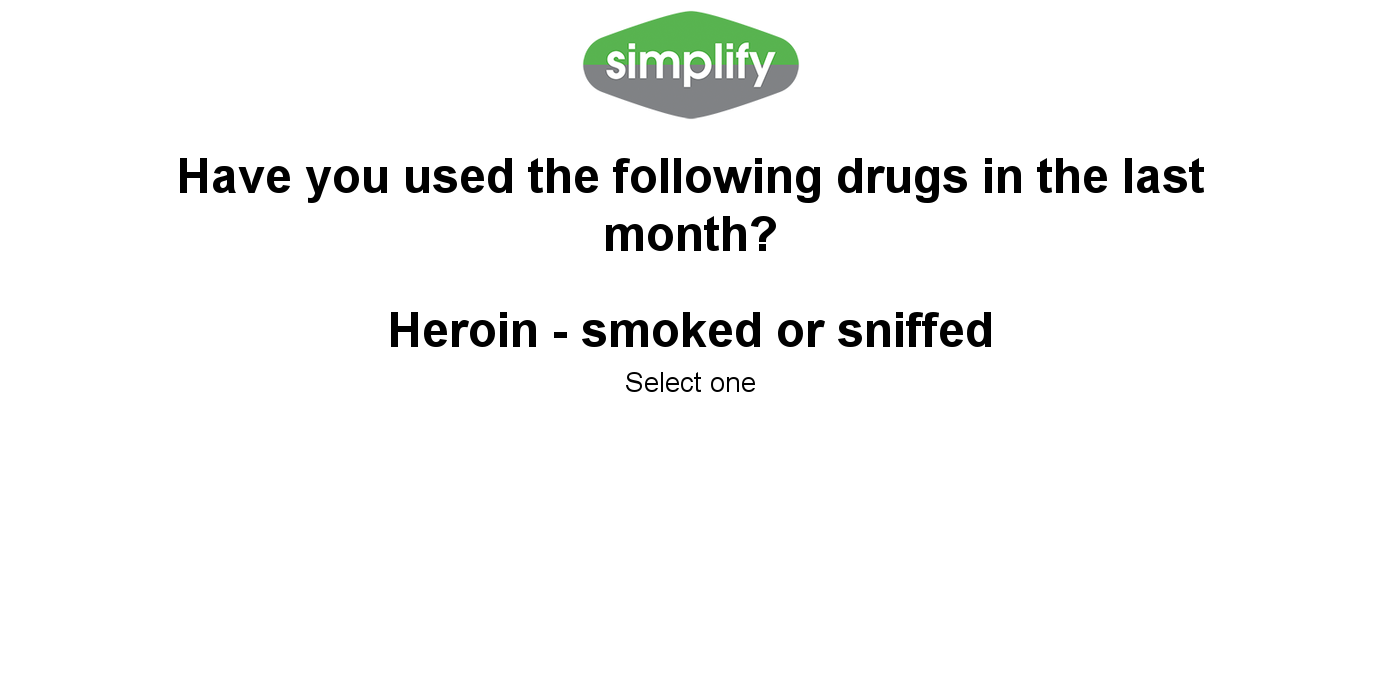 simplify
Have you used the following drugs in the last
month?
Heroin - smoked or sniffed
Select one